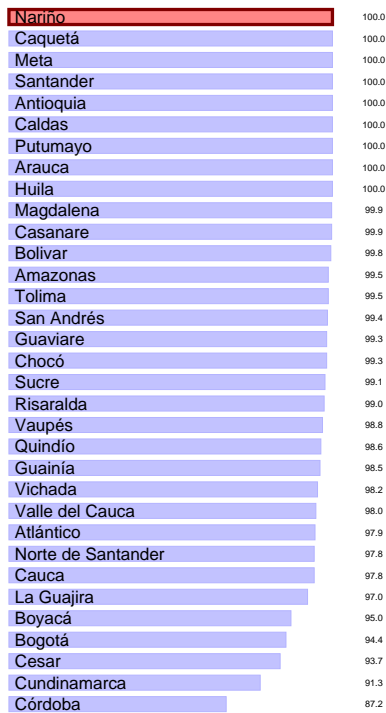 Nariño 100.0
Caquetá 100.0
Meta 100.0
Santander 100.0
Antioquia 100.0
Caldas 100.0
Putumayo 100.0
Arauca 100.0
Huila 100.0
Magdalena 99.9
Casanare 99.9
Bolivar 99.8
Amazonas 99.5
Tolima 99.5
San Andrés 99.4
Guaviare 99.3
Chocó 99.3
Sucre 99.1
Risaralda 99.0
Vaupés 98.8
Quindío 98.6
Guainía 98.5
Vichada 98.2
Valle del Cauca 98.0
Atlántico 97.9
Norte de Santander 97.8
Cauca 97.8
La Guajira 97.0
Boyacá 95.0
Bogotá 94.4
Cesar 93.7
Cundinamarca 91.3
Córdoba 87.2